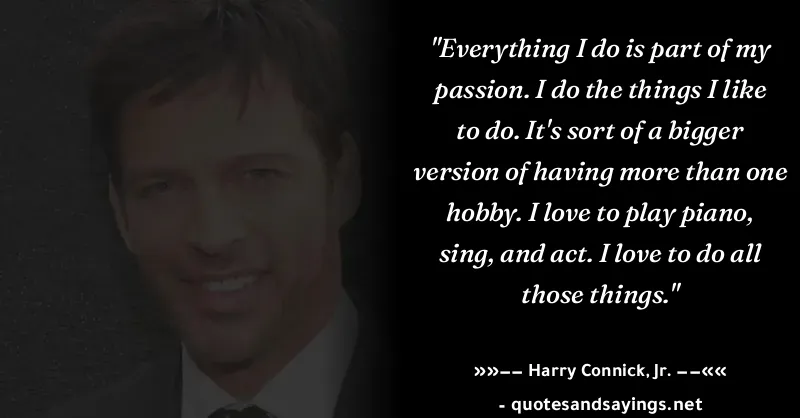 "Everything I do is part of my
passion. I do the things I like
to do. It's sort of a bigger
version of having more than one
hobby. I love to play piano,
sing, and act. I love to do all
those things."
»»–– Harry Connick, Jr. ––««
- quotesandsayings.net